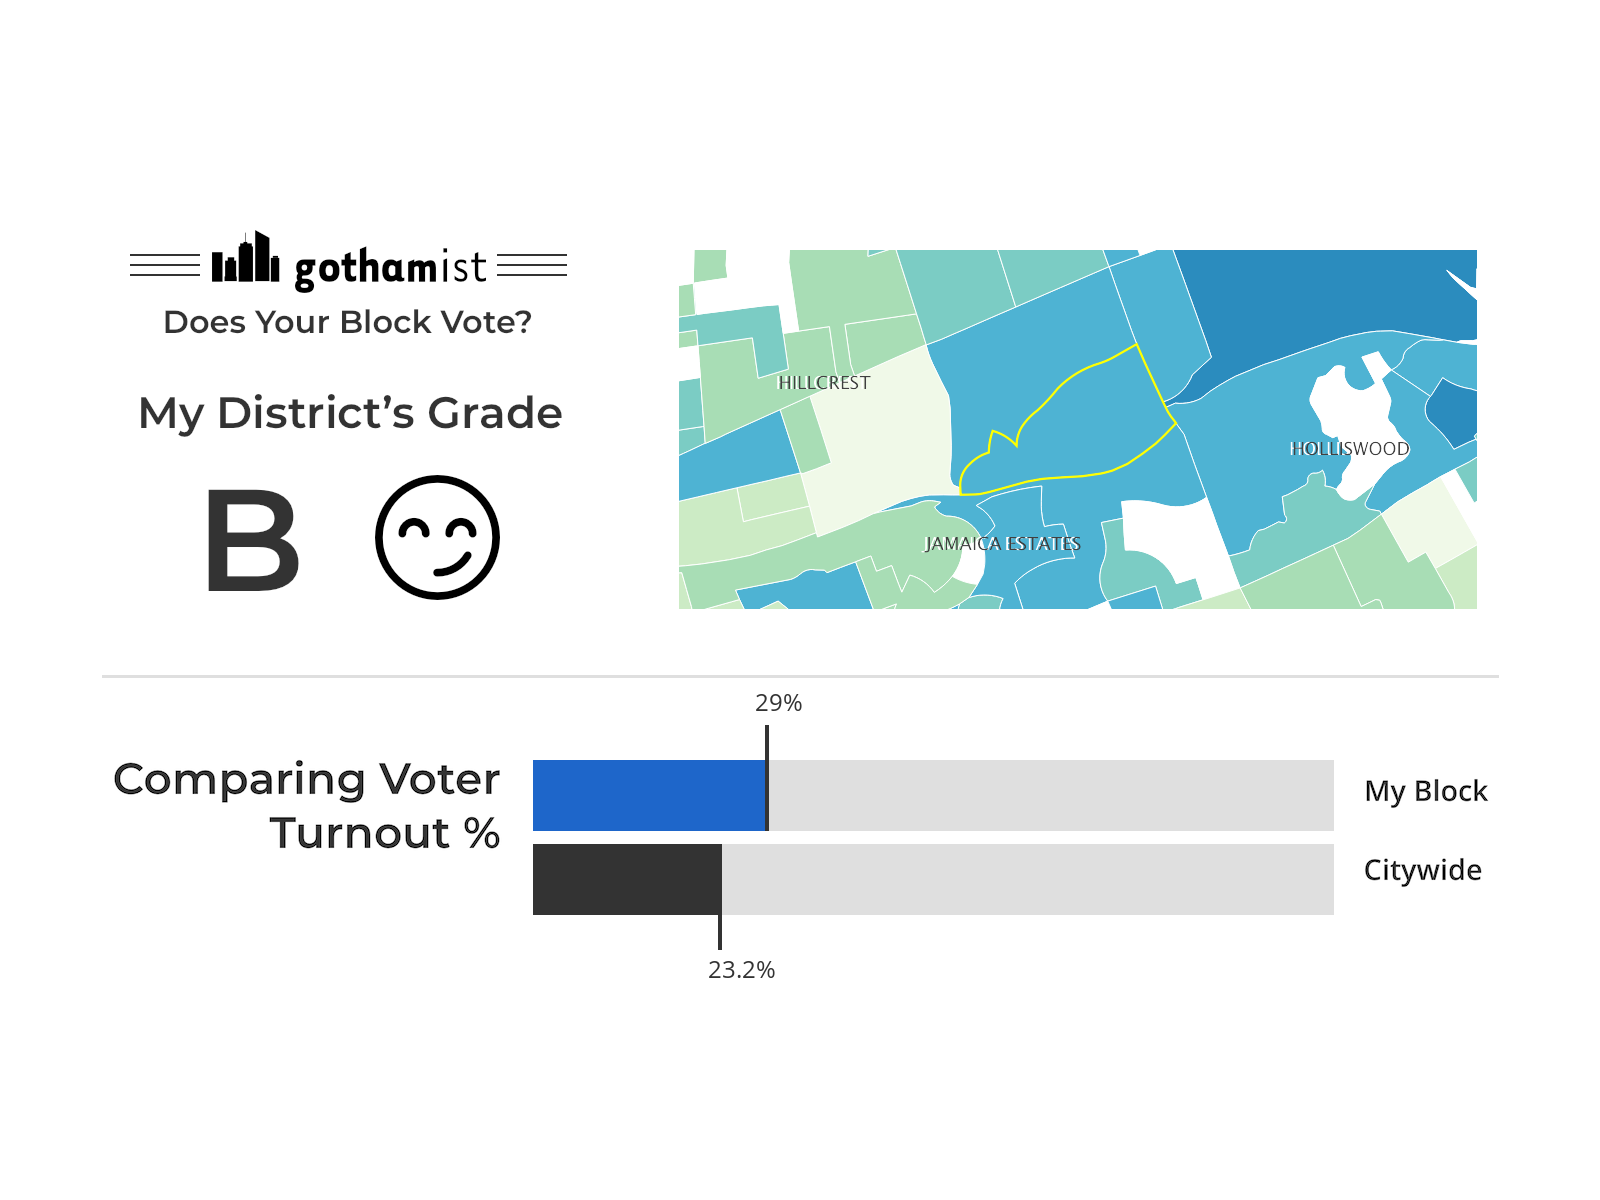 gothamist
Does Your Block Vote?
My District’s Grade
B
HILLCREST
HOLLISWOOD
JAMAICA ESTATES
29%
Comparing Voter
Turnout %
My Block
Citywide
23.2%